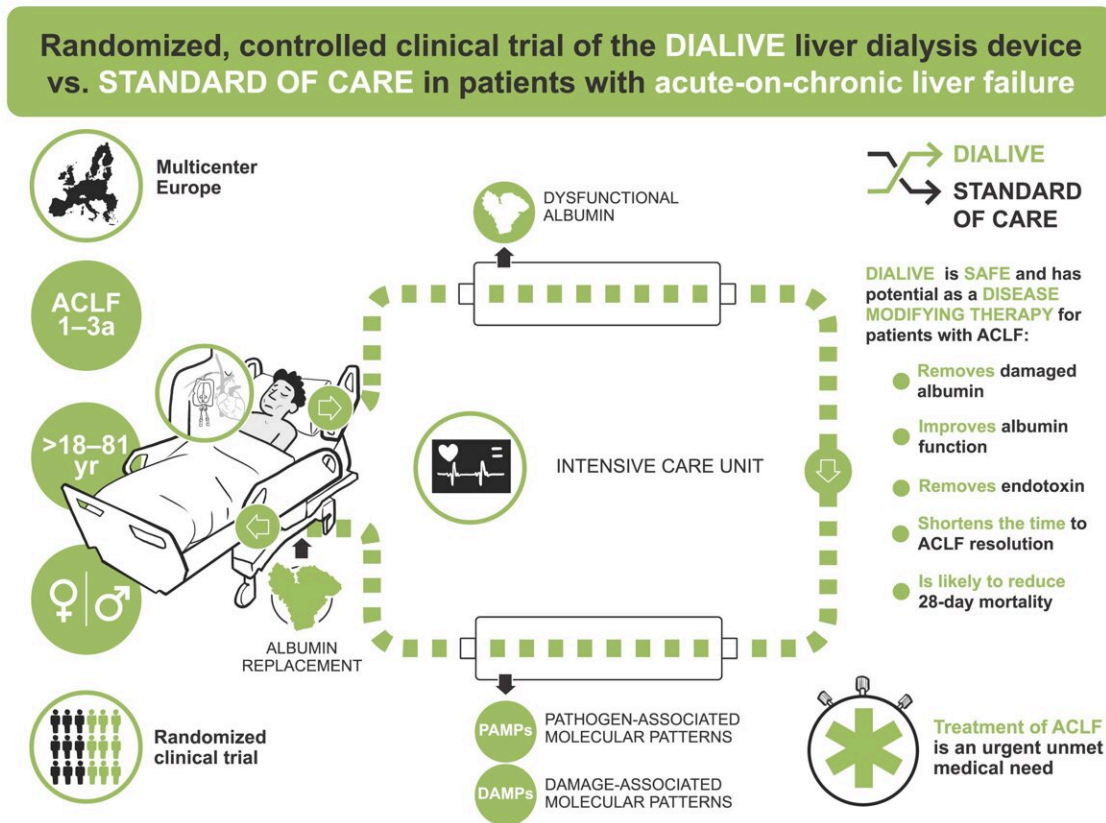 Randomized, controlled clinical trial of the DIALIVE liver dialysis device
vs. STANDARD OF CARE in patients with acute-on-chronic liver failure
Multicenter
Europe
ACLF
1–3a
>18–81
yr
♀|♂
Randomized
clinical trial
DYSFUNCTIONAL
ALBUMIN
INTENSIVE CARE UNIT
ALBUMIN
REPLACEMENT
PAMPs
PATHOGEN-ASSOCIATED
MOLECULAR PATTERNS
DAMPs
DAMAGE-ASSOCIATED
MOLECULAR PATTERNS
DIALIVE
STANDARD
OF CARE
DIALIVE is SAFE and has
potential as a DISEASE
MODIFYING THERAPY for
patients with ACLF:
Removes damaged
albumin
Improves albumin
function
Removes endotoxin
Shortens the time to
ACLF resolution
Is likely to reduce
28-day mortality
Treatment of ACLF
is an urgent unmet
medical need